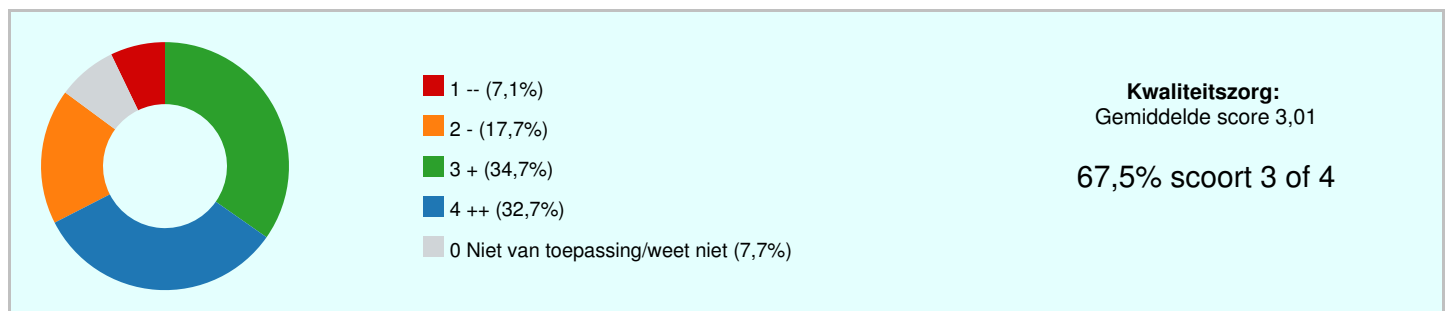 1 -- (7,1%)
2 - (17,7%)
3 + (34,7%)
4 ++ (32,7%)
0 Niet van toepassing/weet niet (7,7%)
Kwaliteitszorg:
Gemiddelde score 3,01
67,5% scoort 3 of 4